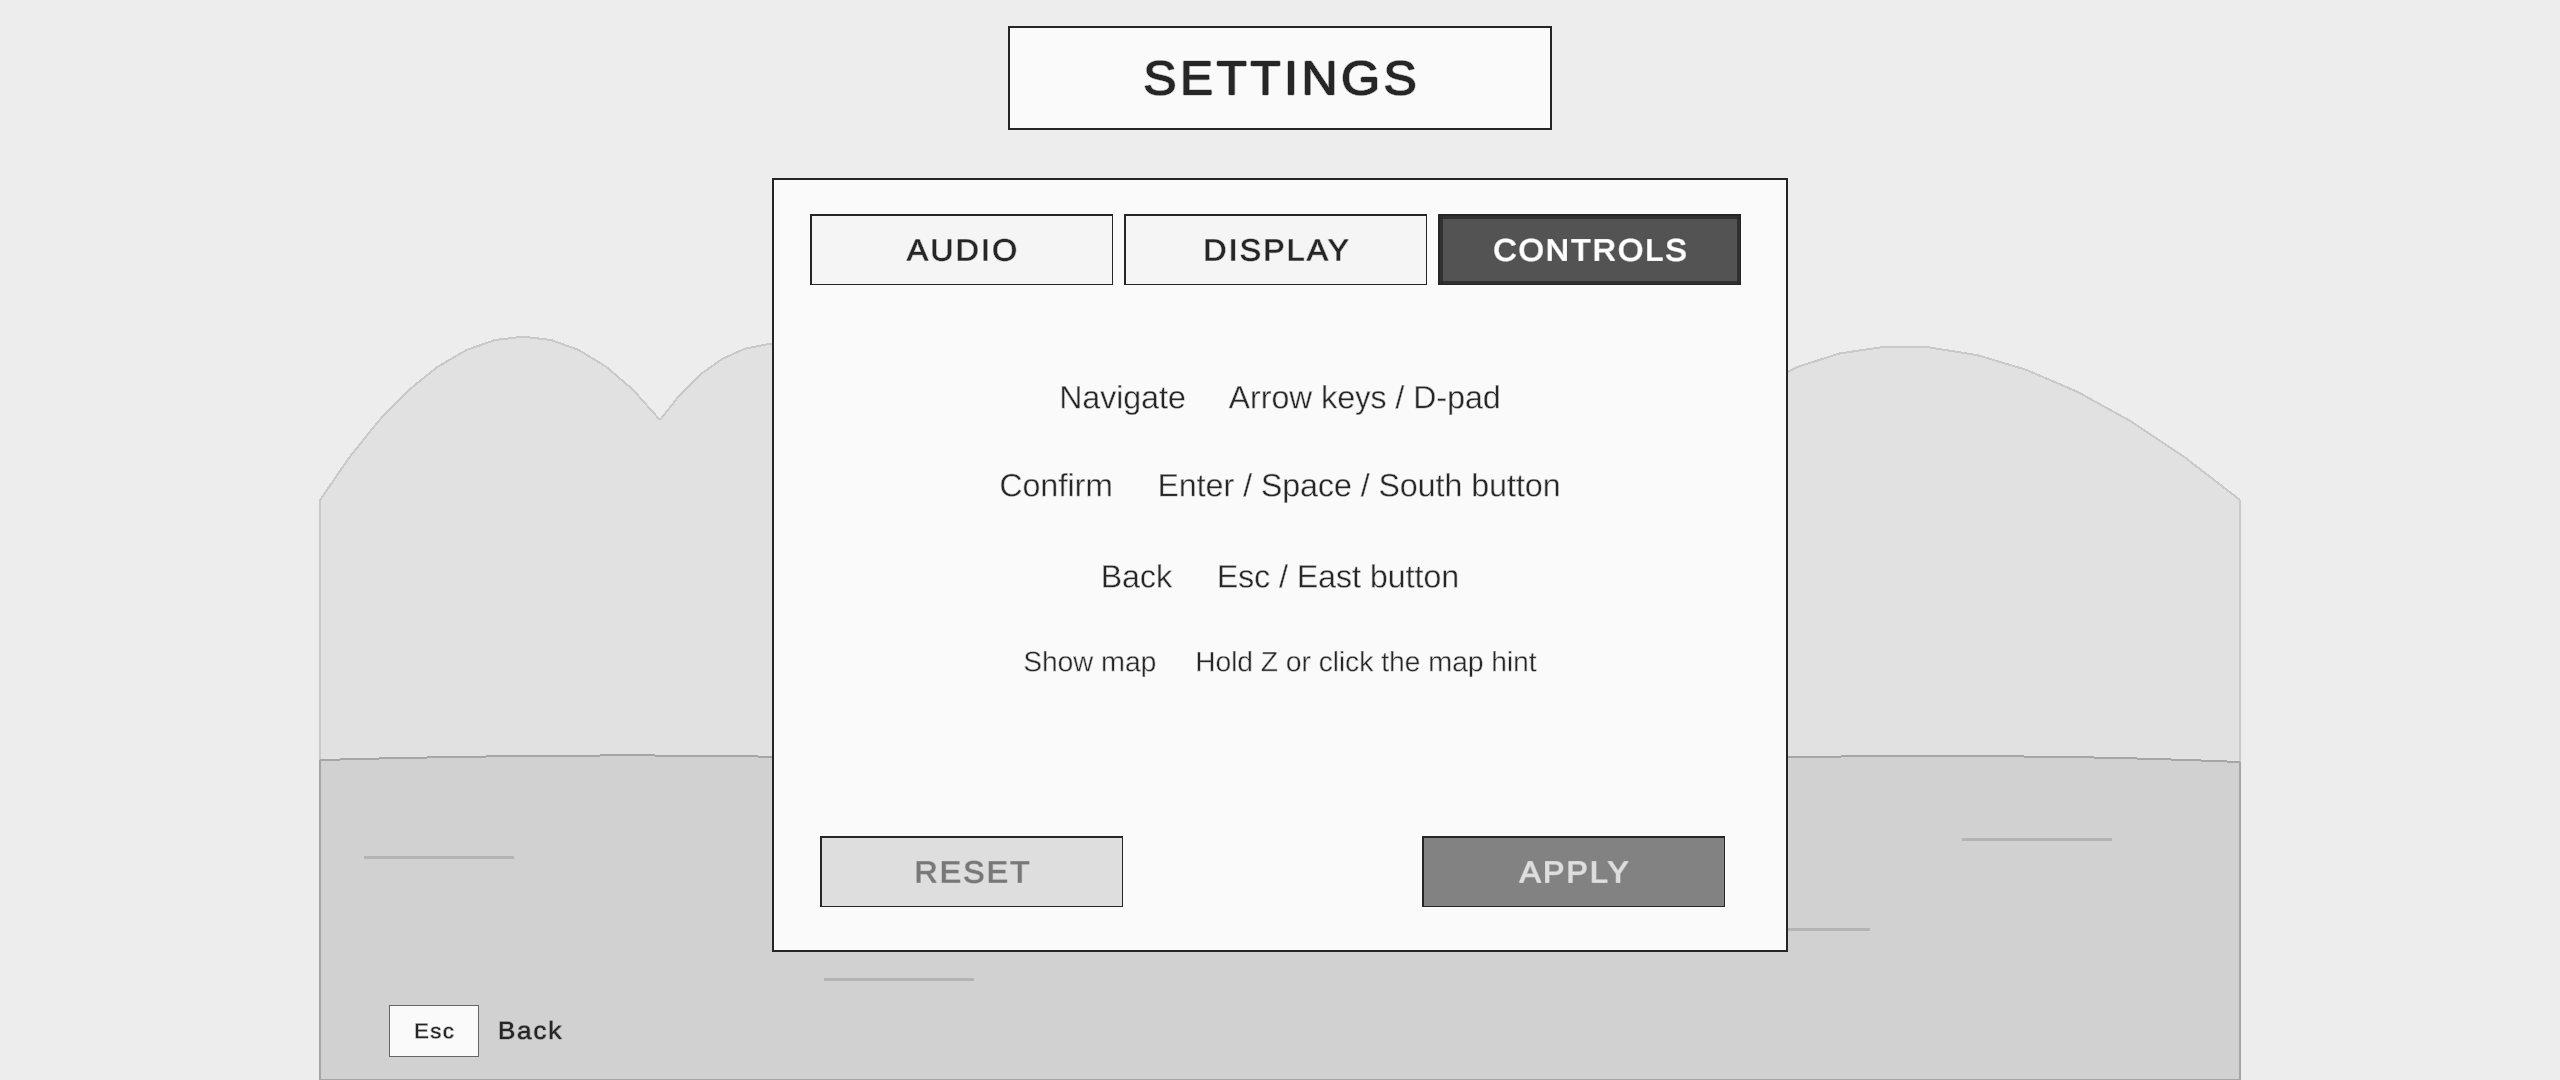 SETTINGS
AUDIO DISPLAY CONTROLS
Navigate Arrow keys / D-pad
Confirm Enter / Space / South button
Back Esc / East button
Show map Hold Z or click the map hint
RESET APPLY
Esc Back